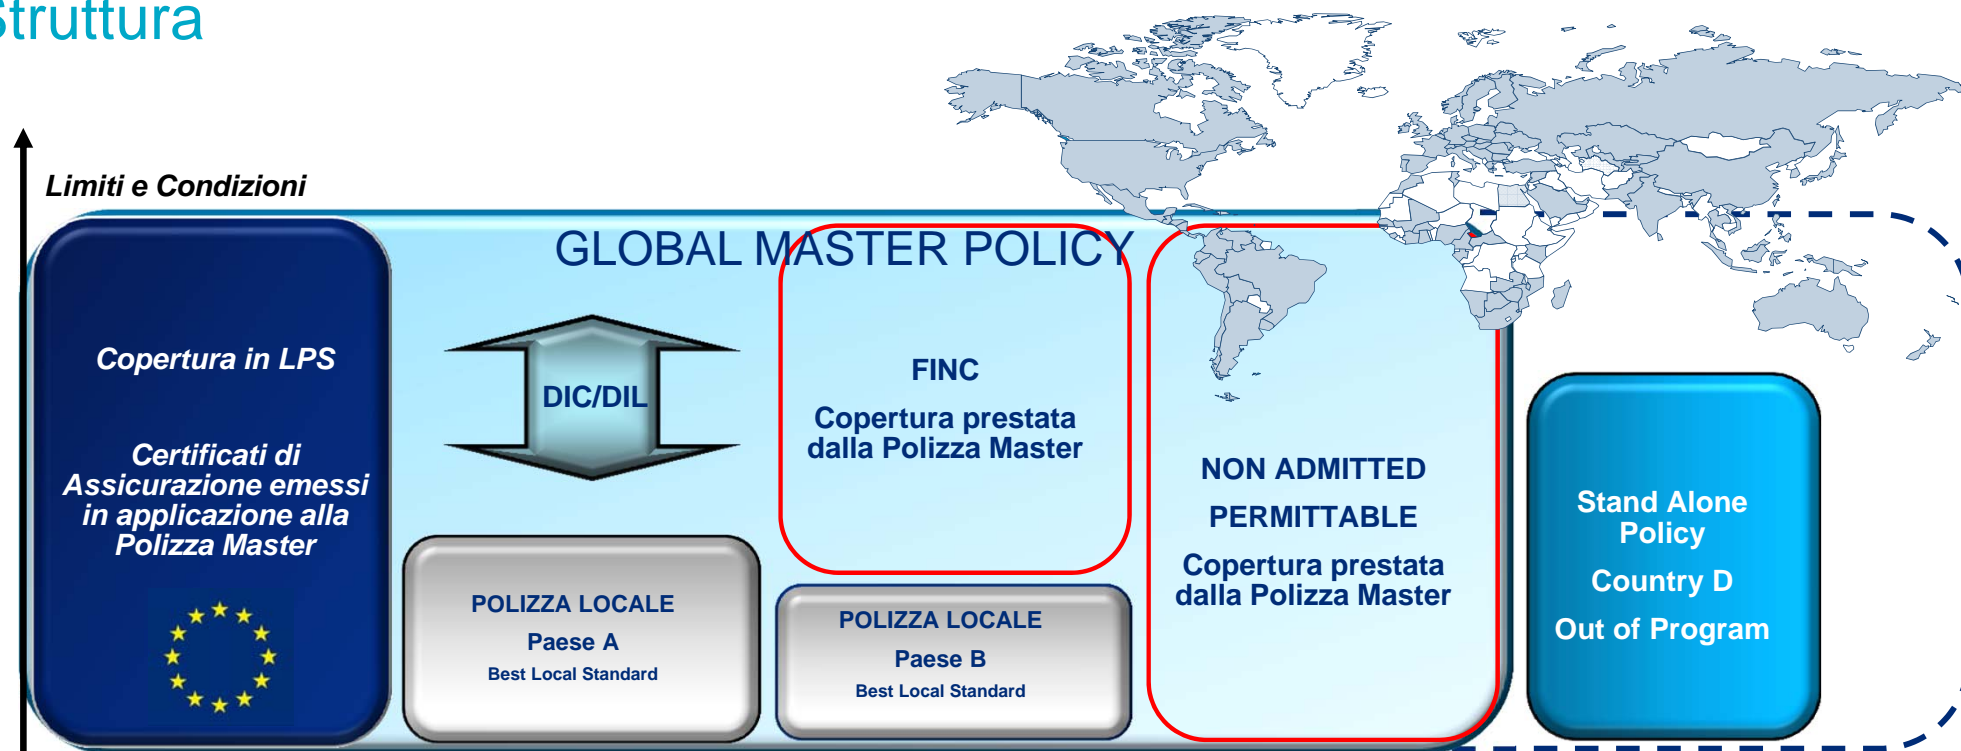 Struttura
Limiti e Condizioni
GLOBAL MASTER POLICY
Copertura in LPS
Certificati di
Assicurazione emessi
in applicazione alla
Polizza Master
DIC/DIL
POLIZZA LOCALE
Paese A
Best Local Standard
FINC
Copertura prestata
dalla Polizza Master
POLIZZA LOCALE
Paese B
Best Local Standard
NON ADMITTED
PERMITTABLE
Copertura prestata
dalla Polizza Master
Stand Alone
Policy
Country D
Out of Program